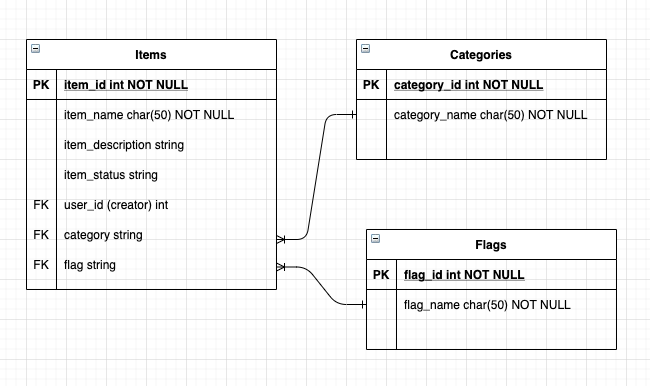 Items
PK item_id int NOT NULL
item_name char(50) NOT NULL
item_description string
item_status string
FK user_id (creator) int
FK category string
FK flag string
Categories
PK category_id int NOT NULL
category_name char(50) NOT NULL
Flags
PK flag_id int NOT NULL
flag_name char(50) NOT NULL